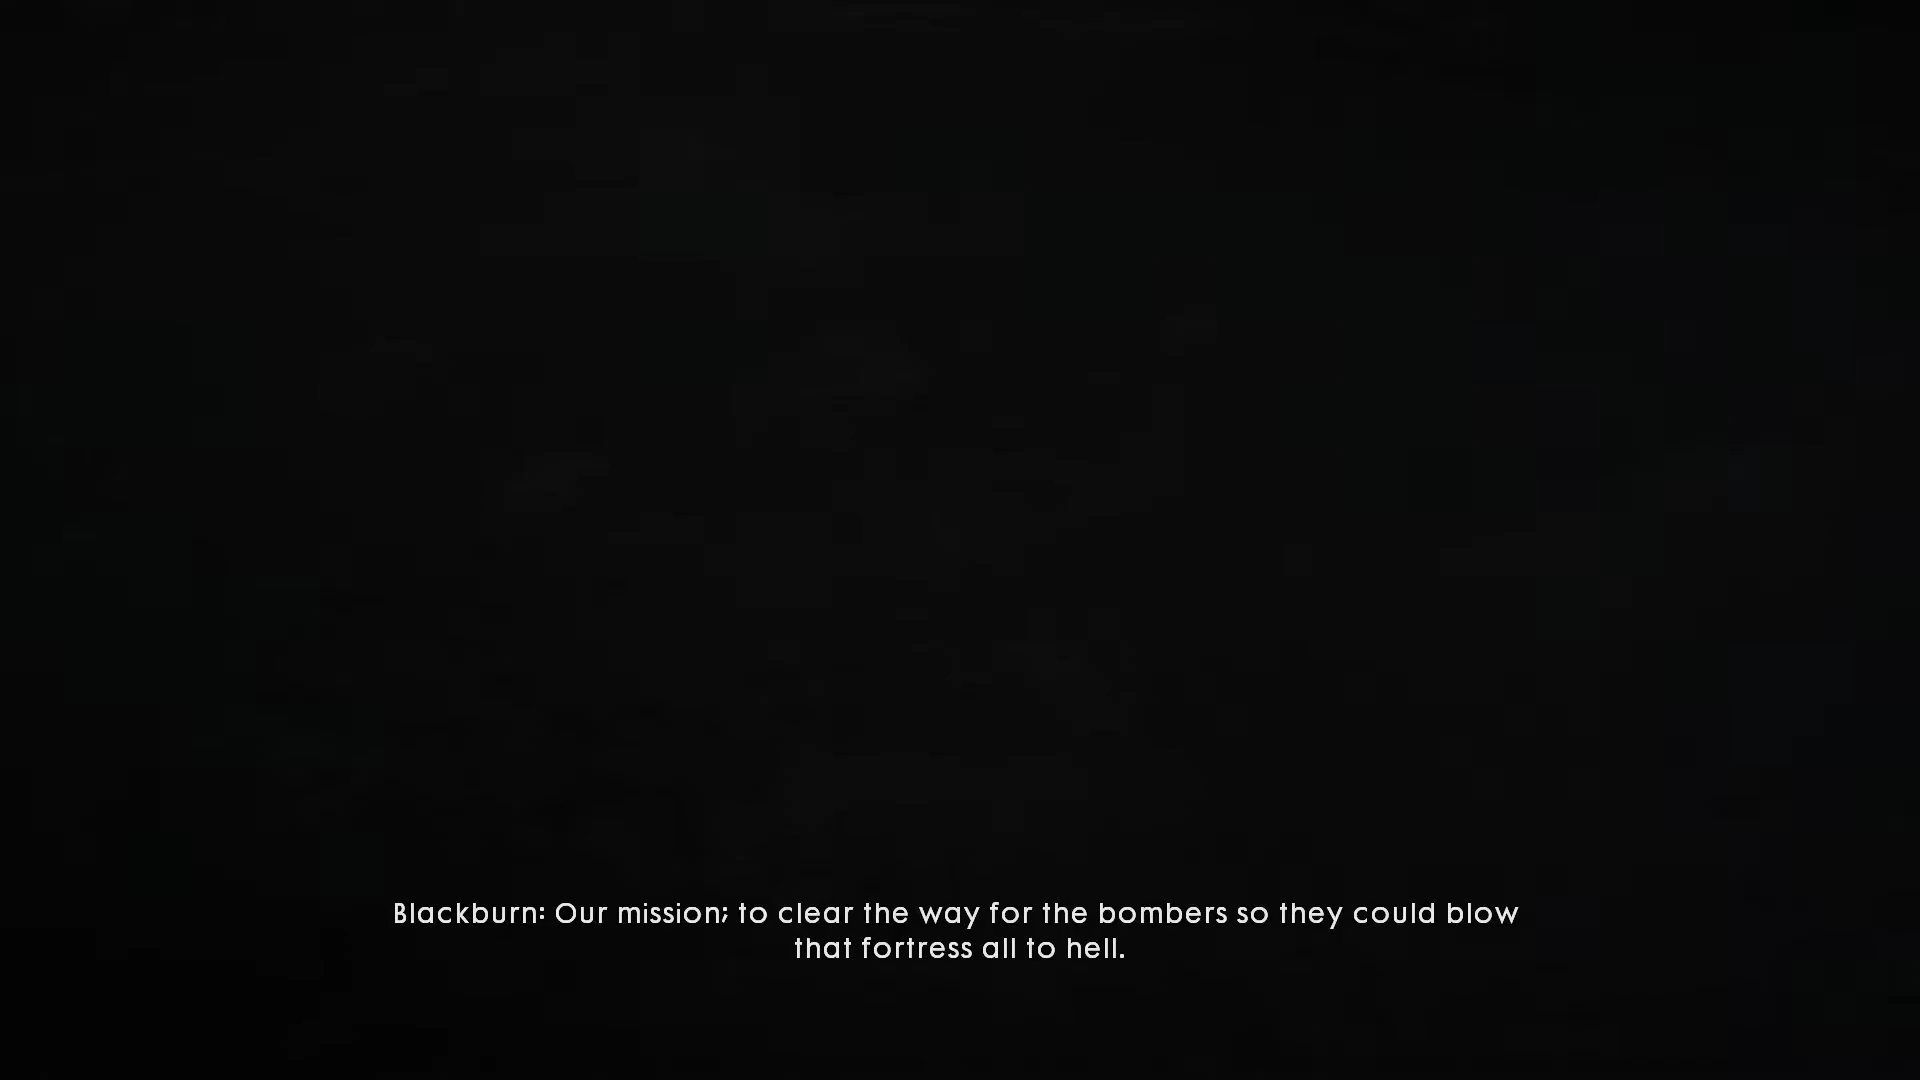 Blackburn: Our mission; to clear the way for the bombers so they could blow
that fortress all to hell.